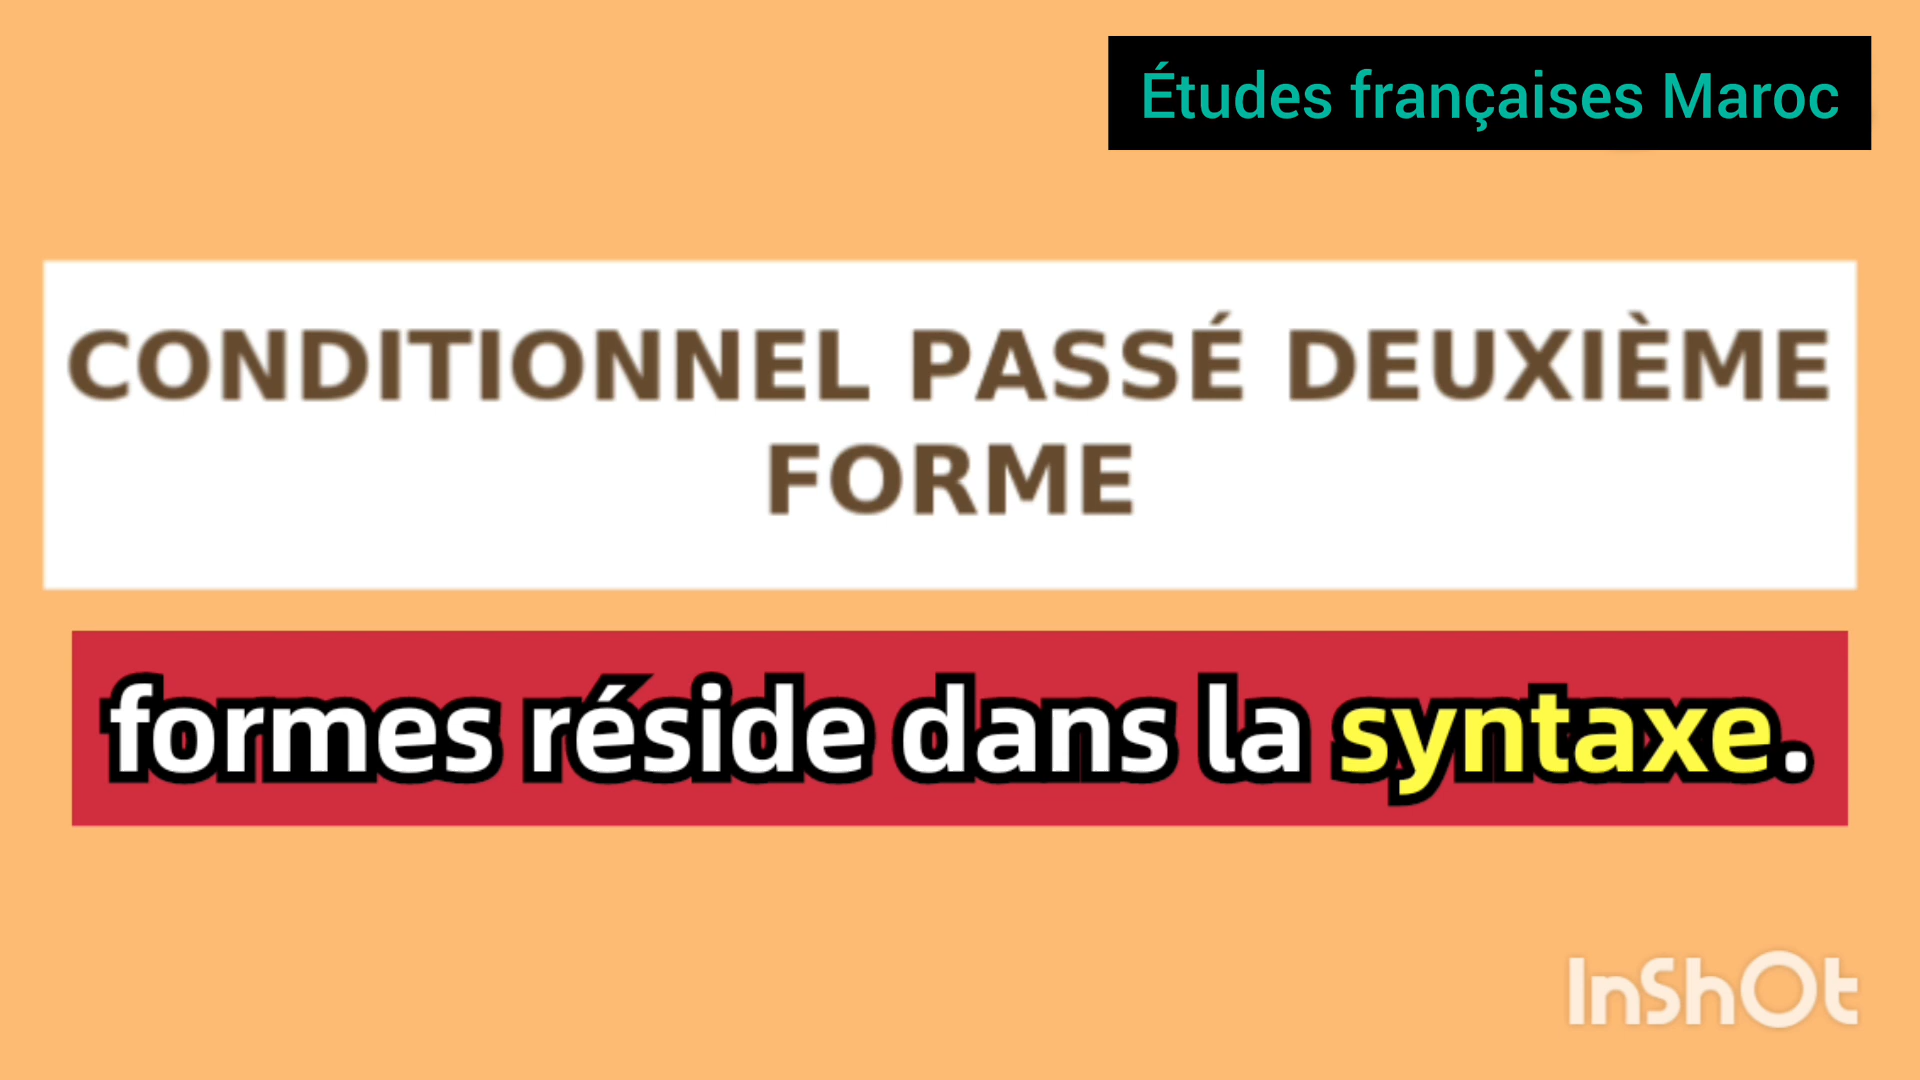 Études françaises Maroc
CONDITIONNEL PASSÉ DEUXIÈME
FORME
formes réside dans la syntaxe.
InShOt